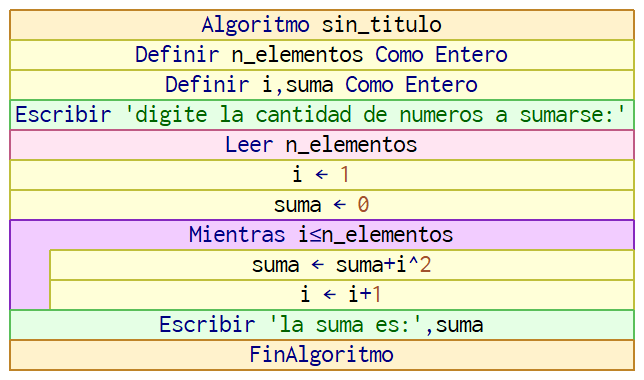 Algoritmo sin_titulo
Definir n_elementos Como Entero
Definir i,suma Como Entero
Escribir 'digite la cantidad de numeros a sumarse:'
Leer n_elementos
i ← 1
suma ← 0
Mientras i≤n_elementos
suma ← suma+i^2
i ← i+1
Escribir 'la suma es:',suma
FinAlgoritmo